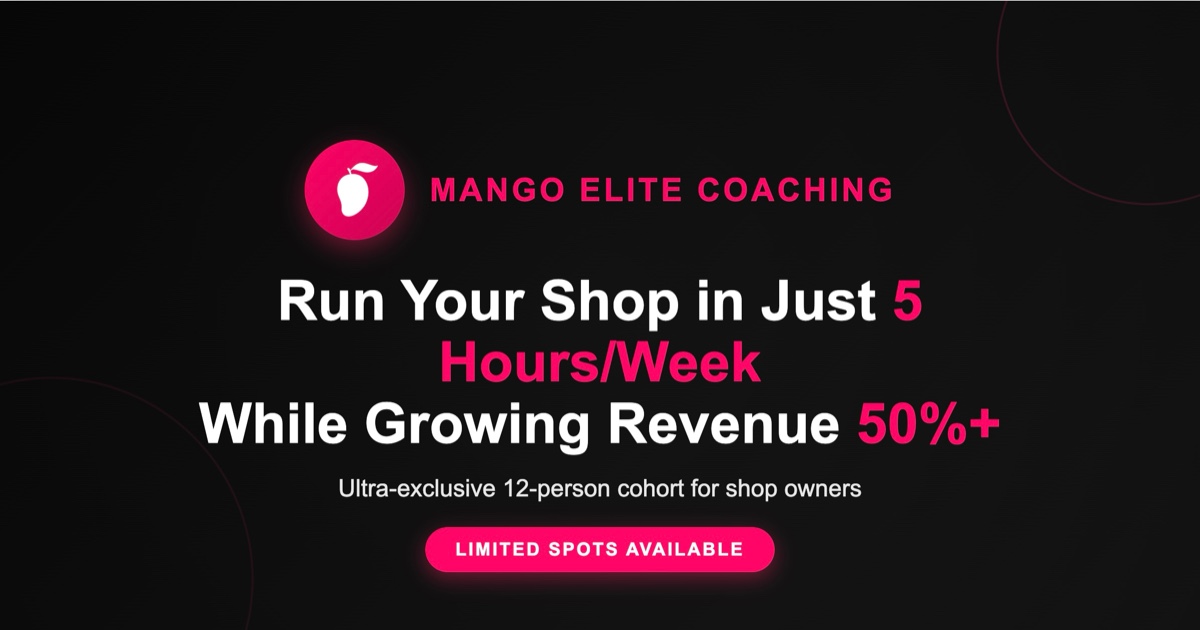 MANGO ELITE COACHING
Run Your Shop in Just 5
Hours/Week
While Growing Revenue 50%+
Ultra-exclusive 12-person cohort for shop owners
LIMITED SPOTS AVAILABLE